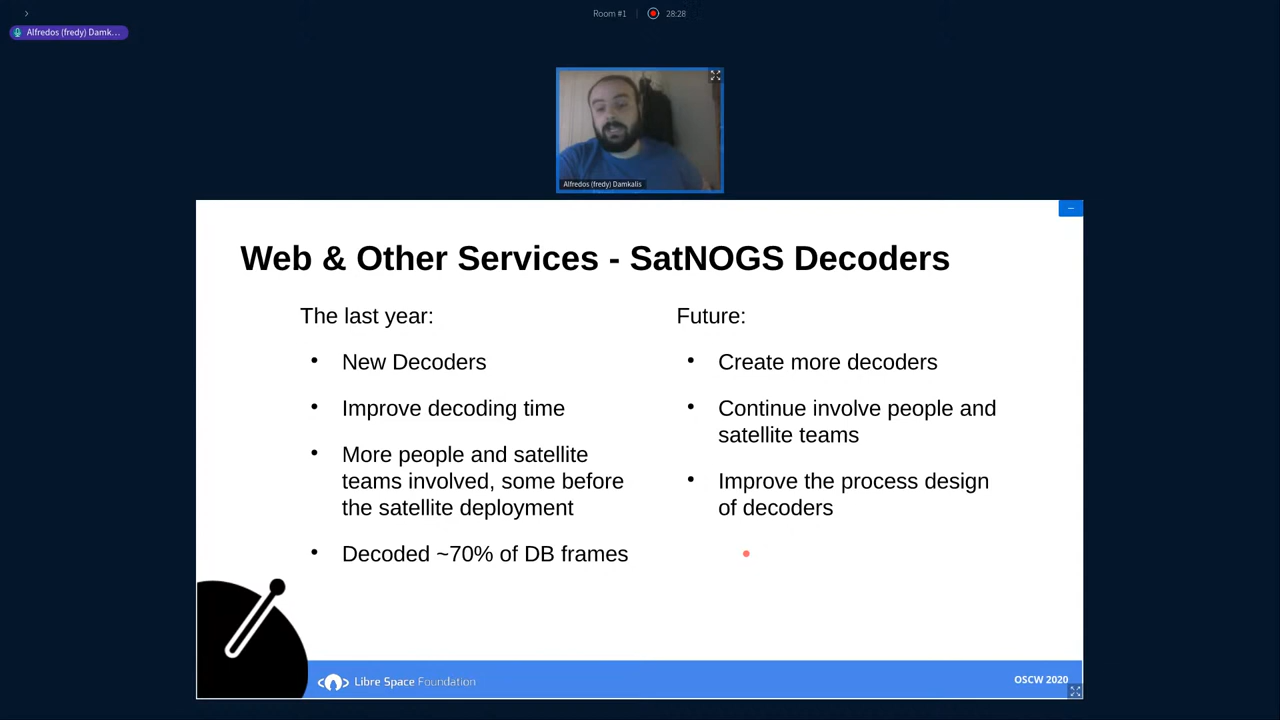 Room #1
28:28
Alfredos (fredy) Damk...
Alfredos (fredy) Damkalis
Web & Other Services - SatNOGS Decoders
The last year:
• New Decoders
• Improve decoding time
• More people and satellite
teams involved, some before
the satellite deployment
• Decoded ~70% of DB frames
Future:
• Create more decoders
• Continue involve people and
satellite teams
• Improve the process design
of decoders
Libre Space Foundation
OSCW 2020